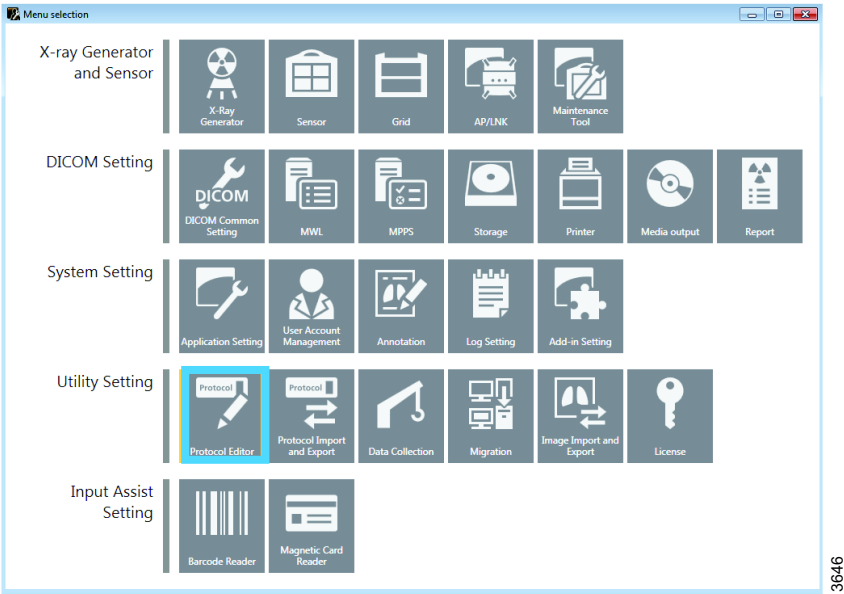 Menu selection
X-ray Generator
and Sensor
X-Ray
Generator
Sensor
Grid
AP/LNK
Maintenance
Tool
DICOM Setting
DICOM
DICOM Common
Setting
MWL
MPPS
Storage
Printer
Media output
Report
System Setting
Application Setting
User Account
Management
Annotation
Log Setting
Add-in Setting
Utility Setting
Protocol
Protocol Editor
Protocol
Protocol Import
and Export
Data Collection
Migration
Image Import and
Export
License
Input Assist
Setting
Barcode Reader
Magnetic Card
Reader
3646